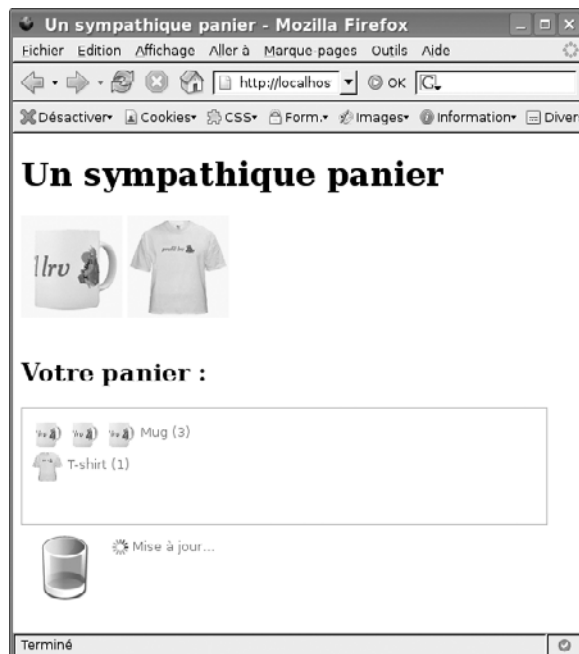 Un sympathique panier - Mozilla Firefox
Fichier Edition Affichage Aller à Marque-pages Outils Aide
http://localhos OK G
Désactiver Cookies CSS Form. Images Information Diver
Un sympathique panier
lrv
Votre panier :
Mug (3)
T-shirt (1)
Mise à jour...
Terminé